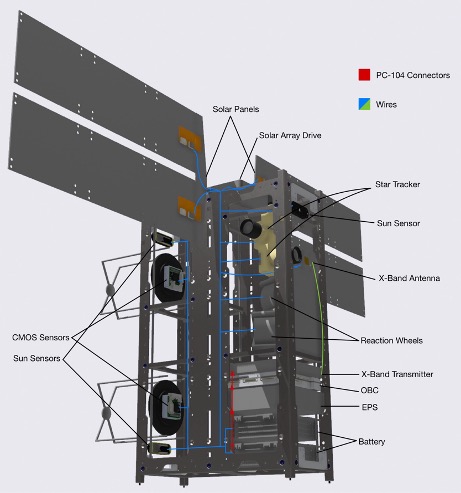 PC-104 Connectors
Wires
Solar Panels
Solar Array Drive
Star Tracker
Sun Sensor
X-Band Antenna
CMOS Sensors
Sun Sensors
Reaction Wheels
X-Band Transmitter
OBC
EPS
Battery